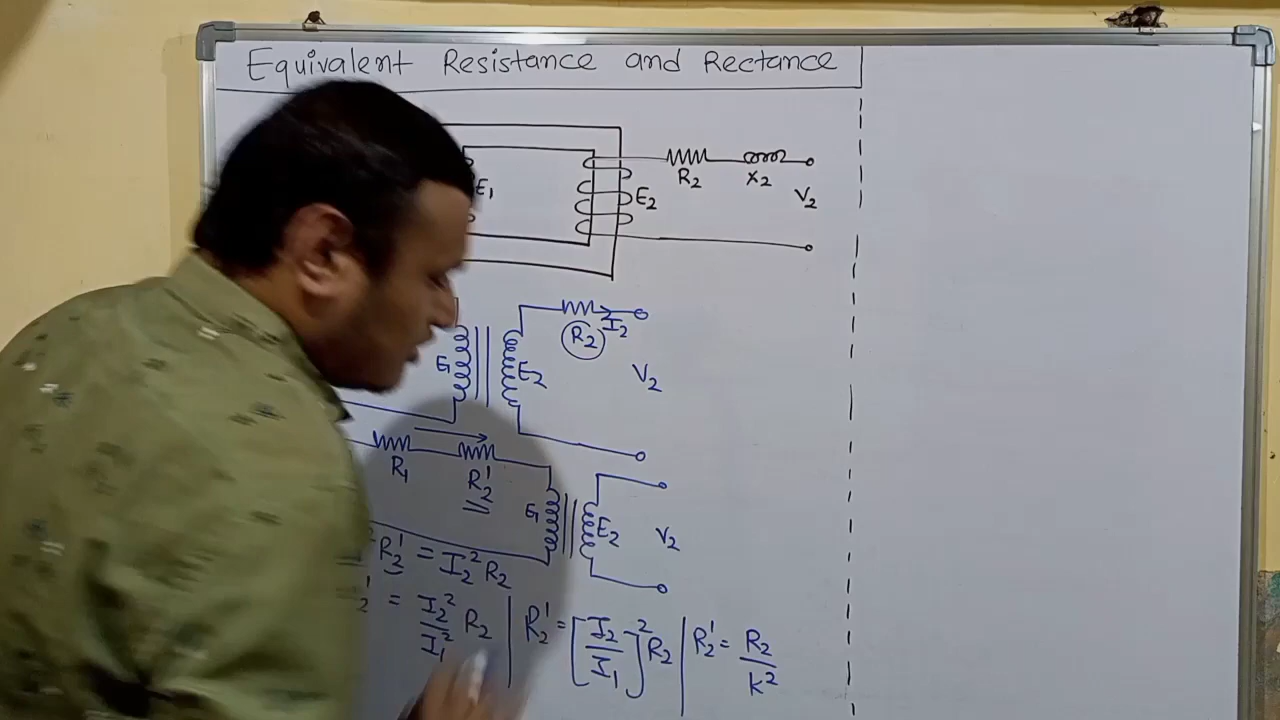 Equivalent Resistance and Rectance
E1 E2 R2 X2 V2
E1 E2 R2 I2 V2
R1 R2' E1 E2 V2
R2' = I2² R2
2' = I2²/I1² R2 | R2' = [I2/I1]² R2 | R2' = R2/k²